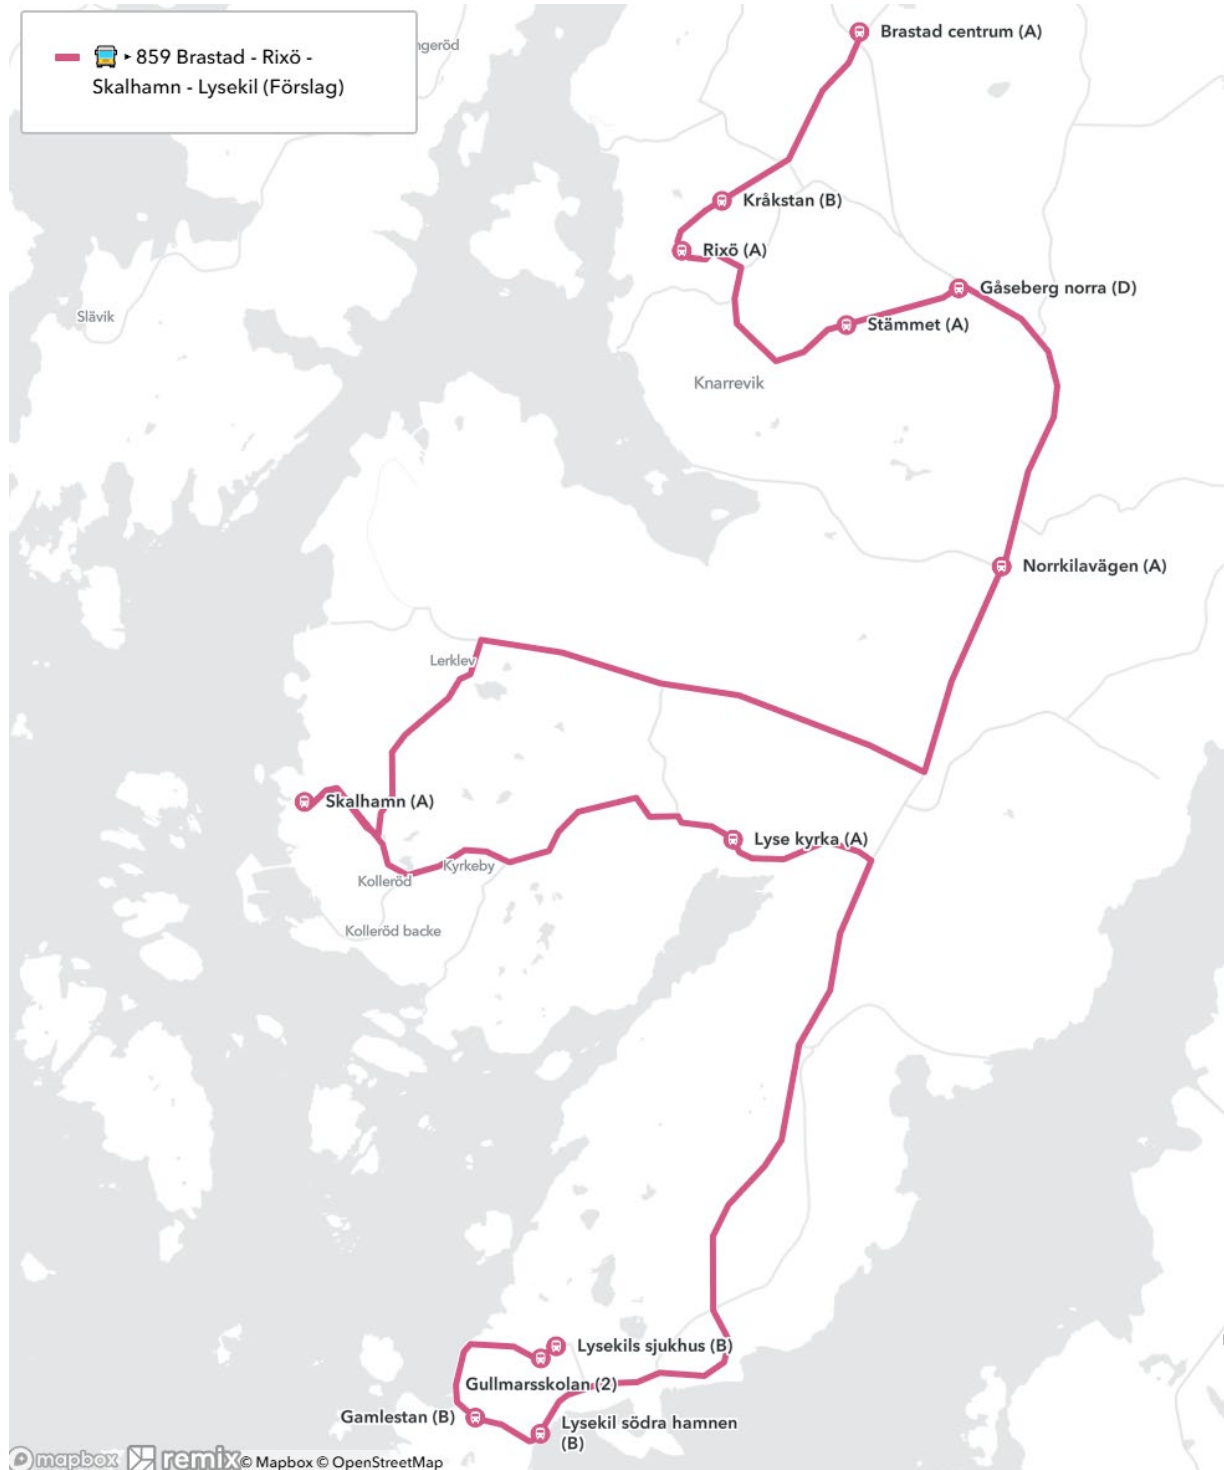 859 Brastad - Rixö -
Skalhamn - Lysekil (Förslag)
ngeröd
Brastad centrum (A)
Kråkstan (B)
Rixö (A)
Gåseberg norra (D)
Slävik
Stämmet (A)
Knarrevik
Norrkilavägen (A)
Lerklev
Skalhamn (A)
Lyse kyrka (A)
Kyrkeby
Kolleröd
Kolleröd backe
Lysekils sjukhus (B)
Gullmarsskolan (2)
Gamlestan (B)
Lysekil södra hamnen
(B)
mapbox remix © Mapbox © OpenStreetMap